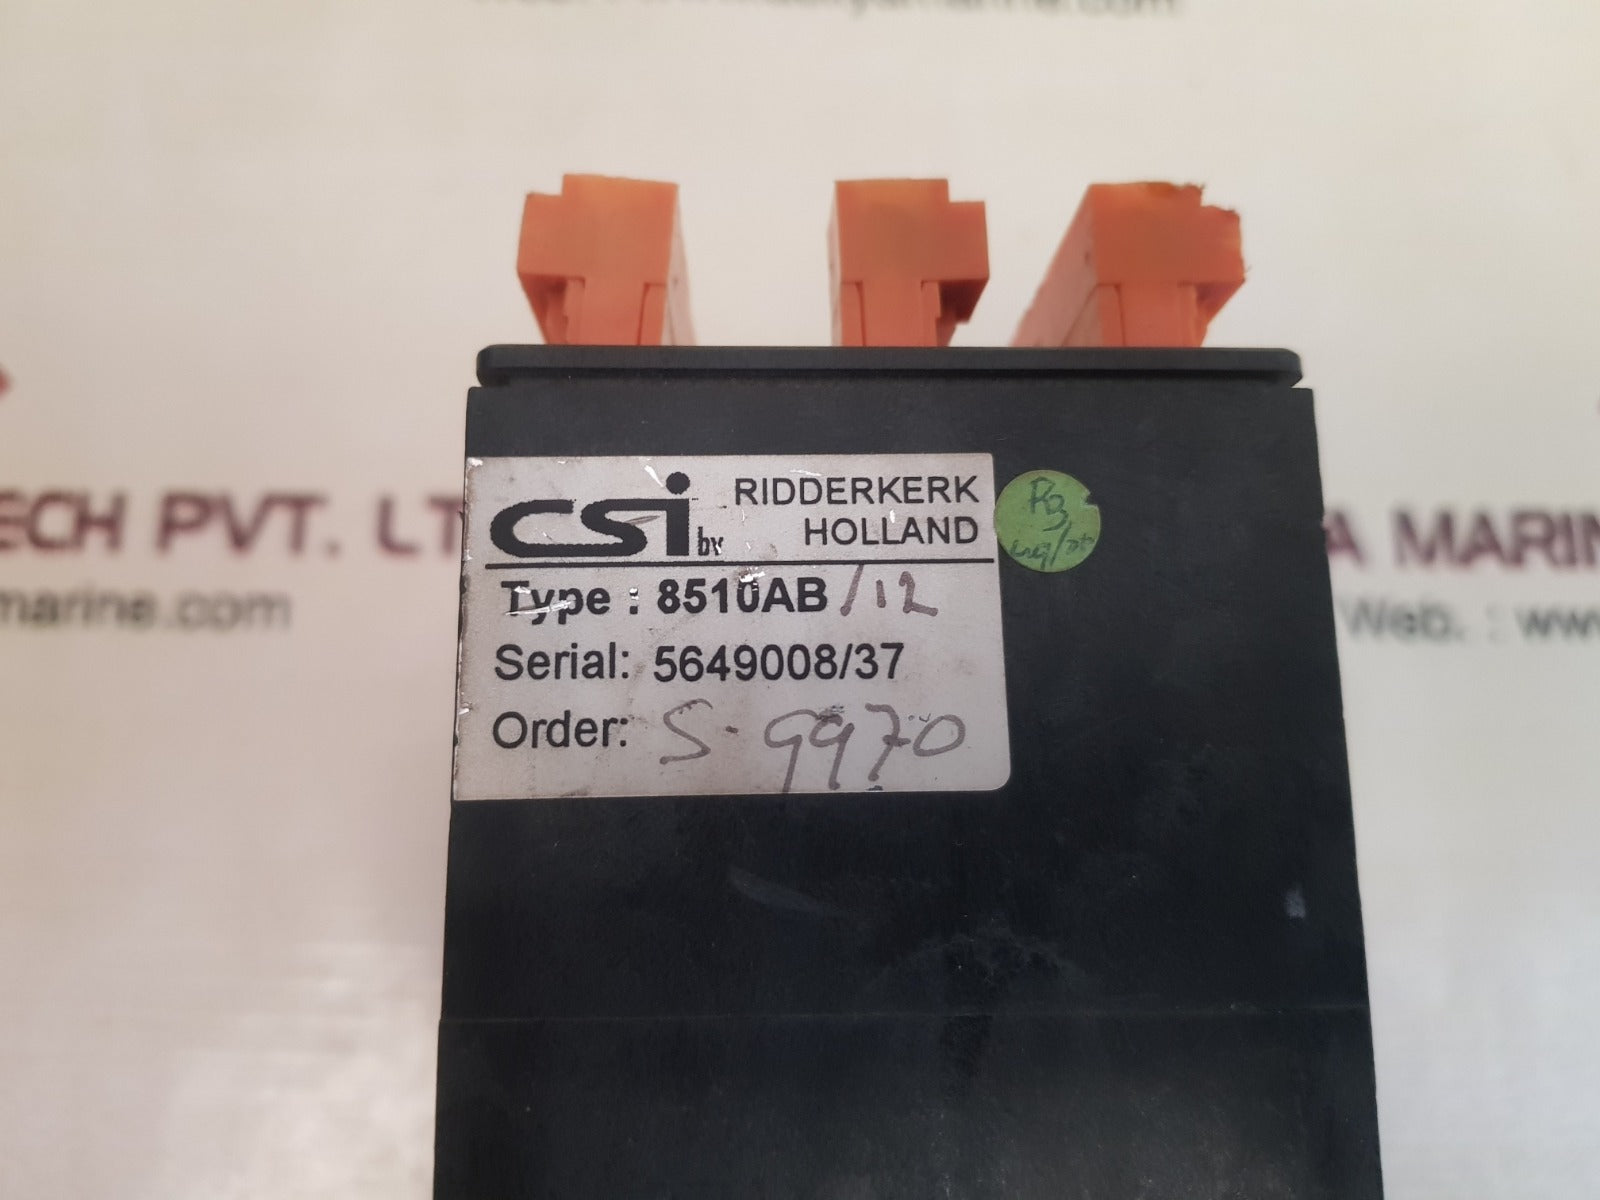 ECH PVT. LT
A MARIN
marine.com
Web. : www
csi bv
RIDDERKERK
HOLLAND
Type : 8510AB/12
Serial: 5649008/37
Order: S-9970